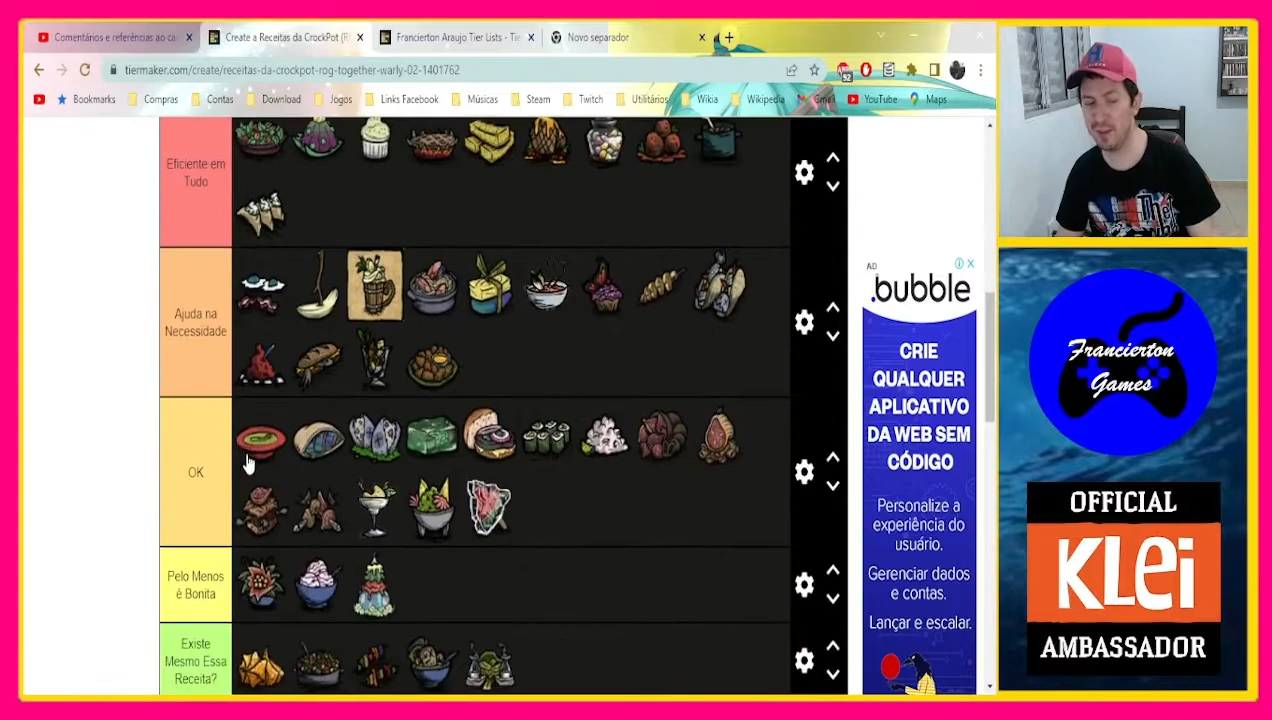 Comentários e referências ao ca
Create a Receitas da CrockPot (R
Francierton Araujo Tier Lists - Tie
Novo separador
tiermaker.com/create/receitas-da-crockpot-rog-together-warly-02-1401762
92
Bookmarks
Compras
Contas
Download
Jogos
Links Facebook
Músicas
Steam
Twitch
Utilitários
Wikia
Wikipedia
Gmail
YouTube
Maps
Eficiente em
Tudo
Ajuda na
Necessidade
OK
Pelo Menos
é Bonita
Existe
Mesmo Essa
Receita?
AD
.bubble
CRIE
QUALQUER
APLICATIVO
DA WEB SEM
CÓDIGO
Personalize a
experiência do
usuário.
Gerenciar dados
e contas.
Lançar e escalar.
Francierton
Games
OFFICIAL
KLEi
AMBASSADOR